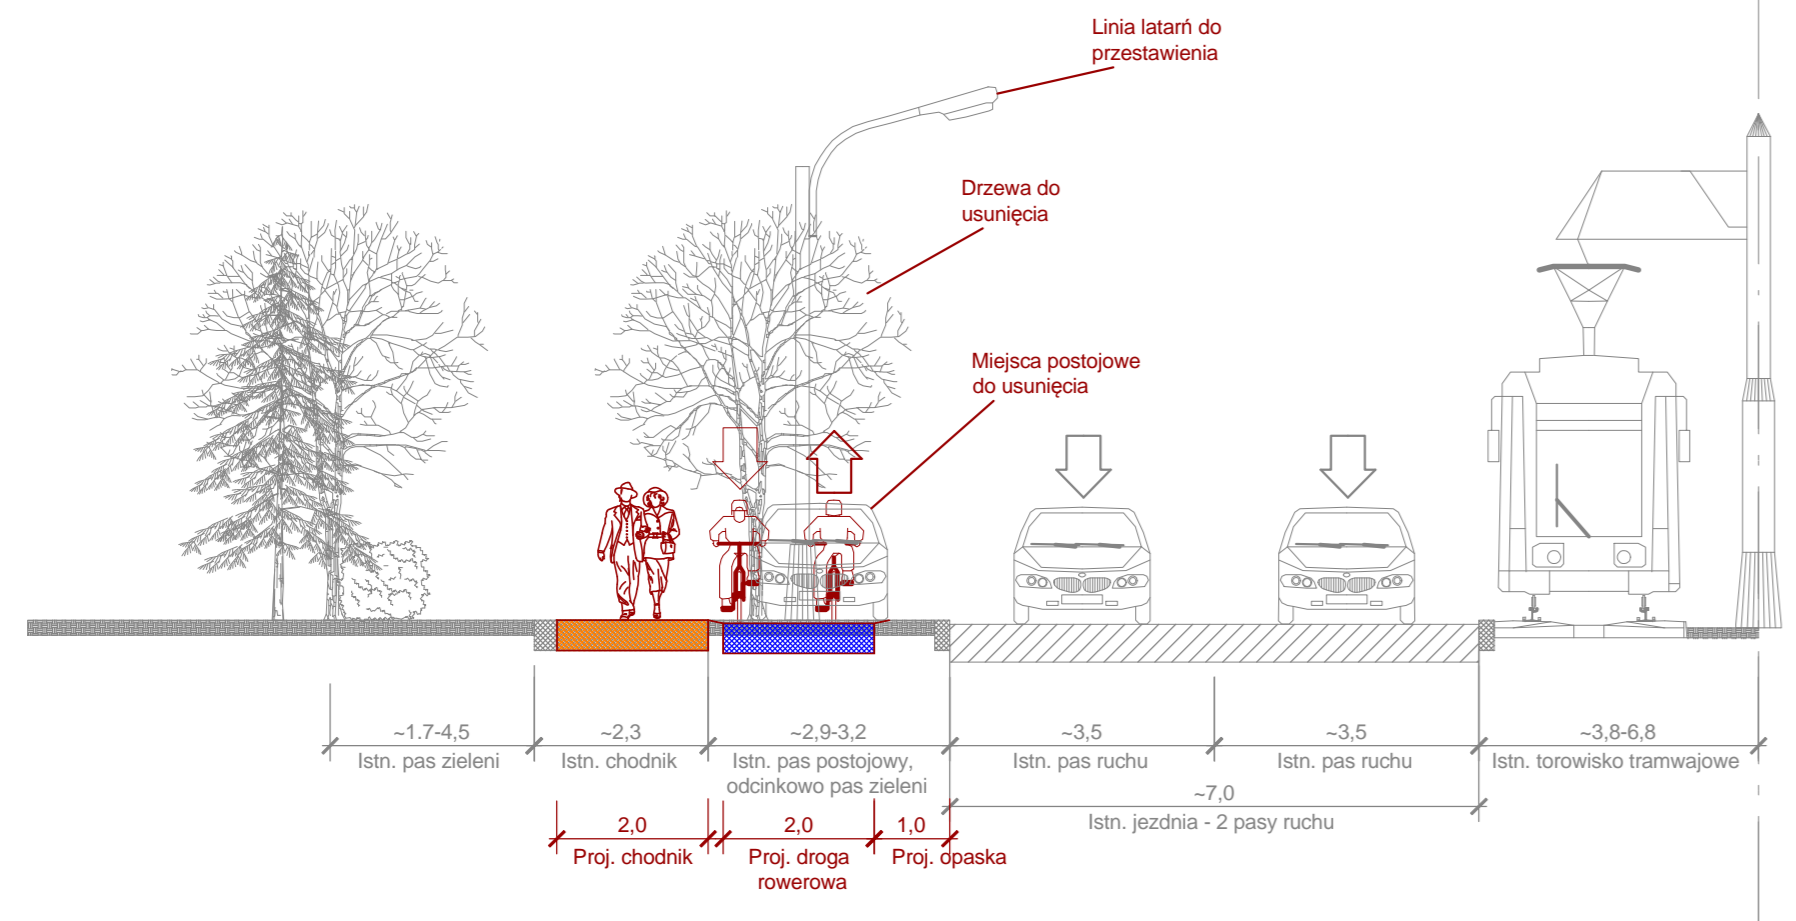 Linia latarń do
przestawienia
Drzewa do
usunięcia
Miejsca postojowe
do usunięcia
~1.7-4,5
Istn. pas zieleni
~2,3
Istn. chodnik
~2,9-3,2
Istn. pas postojowy,
odcinkowo pas zieleni
~3,5
Istn. pas ruchu
~3,5
Istn. pas ruchu
~3,8-6,8
Istn. torowisko tramwajowe
~7,0
Istn. jezdnia - 2 pasy ruchu
2,0
Proj. chodnik
2,0
Proj. droga
rowerowa
1,0
Proj. opaska